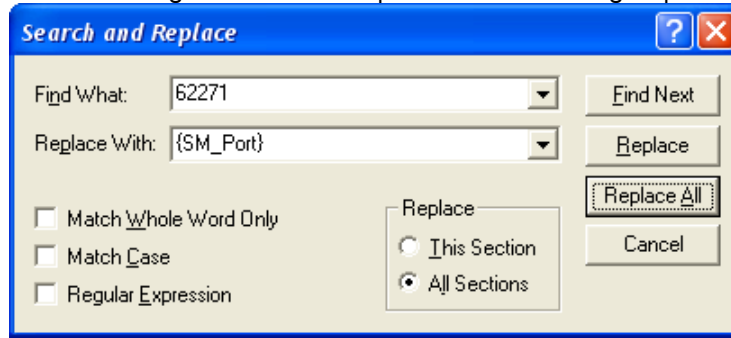 Search and Replace
Find What: 62271
Find Next
Replace With: {SM_Port}
Replace
Replace All
Match Whole Word Only
Replace
Match Case
This Section
Cancel
Regular Expression
All Sections